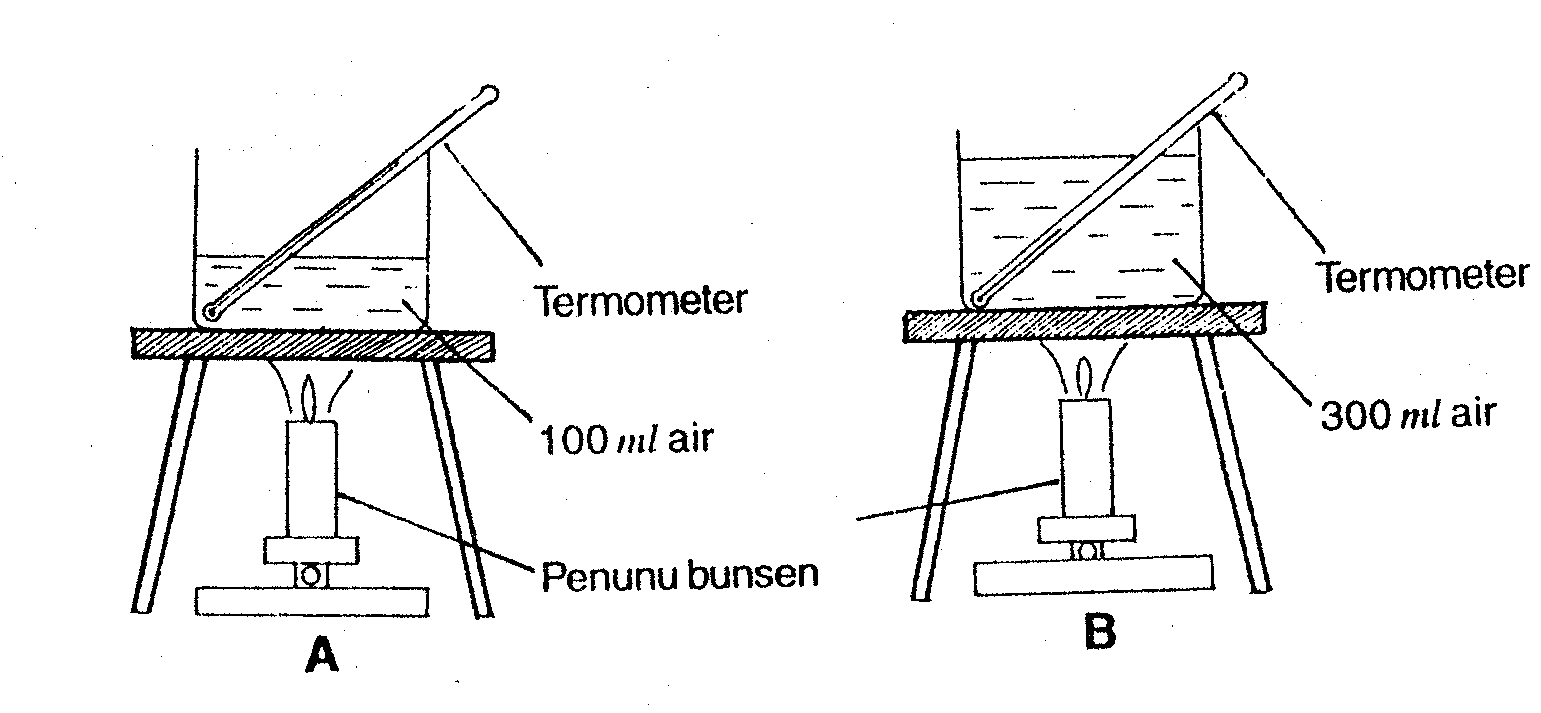 Termometer
100 ml air
Penunu bunsen
A
Termometer
300 ml air
B